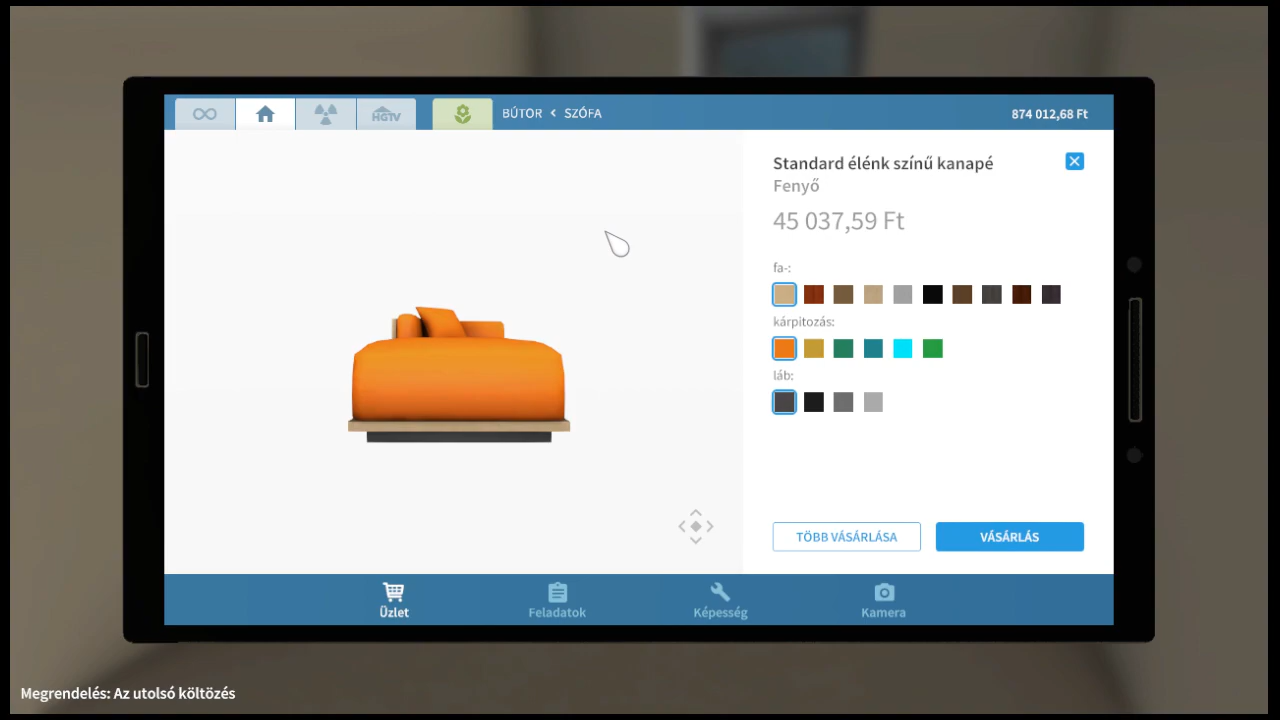 HGTV
BÚTOR < SZÓFA
874 012,68 Ft
Standard élénk színű kanapé
Fenyő
45 037,59 Ft
fa-:
kárpitozás:
láb:
TÖBB VÁSÁRLÁSA
VÁSÁRLÁS
Üzlet
Feladatok
Képesség
Kamera
Megrendelés: Az utolsó költözés